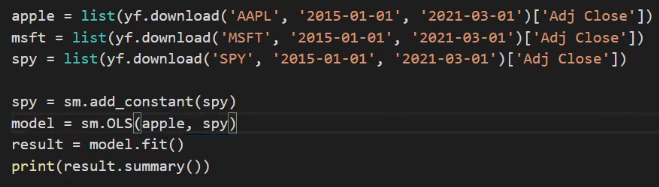 apple = list(yf.download('AAPL', '2015-01-01', '2021-03-01')['Adj Close'])
msft = list(yf.download('MSFT', '2015-01-01', '2021-03-01')['Adj Close'])
spy = list(yf.download('SPY', '2015-01-01', '2021-03-01')['Adj Close'])
spy = sm.add_constant(spy)
model = sm.OLS(apple, spy)
result = model.fit()
print(result.summary())